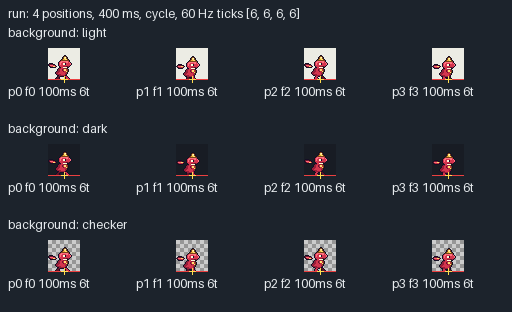 run: 4 positions, 400 ms, cycle, 60 Hz ticks [6, 6, 6, 6]
background: light
p0 f0 100ms 6t p1 f1 100ms 6t p2 f2 100ms 6t p3 f3 100ms 6t
background: dark
p0 f0 100ms 6t p1 f1 100ms 6t p2 f2 100ms 6t p3 f3 100ms 6t
background: checker
p0 f0 100ms 6t p1 f1 100ms 6t p2 f2 100ms 6t p3 f3 100ms 6t